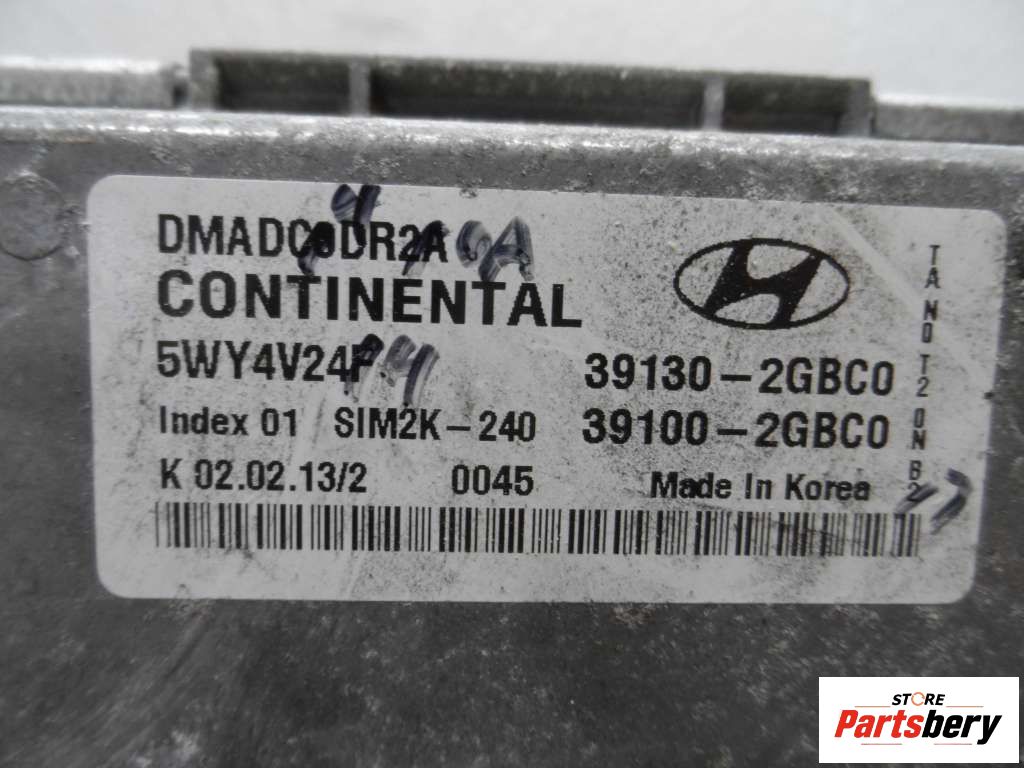 CONTINENTAL
5WY4V24F
39130-2GBC0
Index 01 SIM2K-240 39100-2GBC0
K 02.02.13/2 0045 Made In Korea
STORE
Partsbery